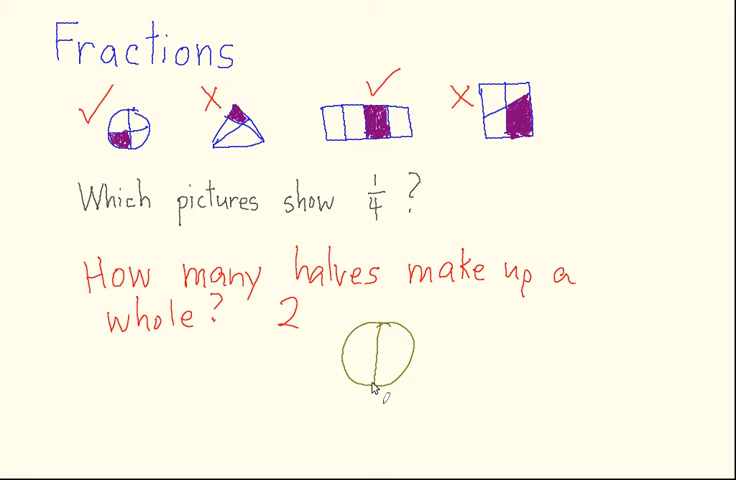 Fractions
Which pictures show 1/4 ?
How many halves make up a
whole? 2